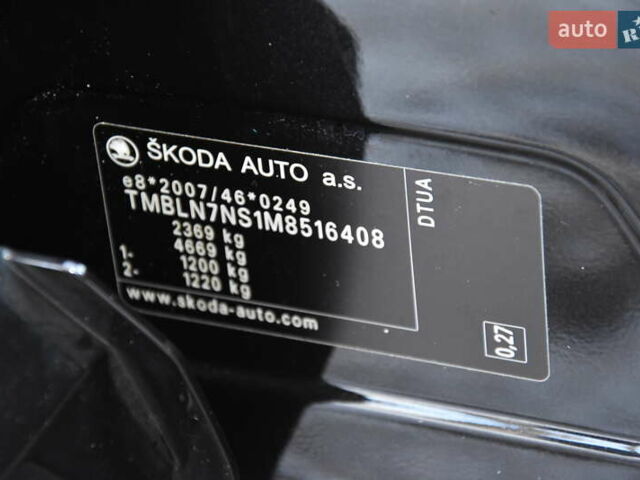 auto
RI
ŠKODA AUTO a.s.
e8*2007/46*0249
TMBLN7NS1M8516408
2369 kg
4669 kg
1- 1200 kg
2- 1220 kg
www.skoda-auto.com
DTUA
0,27